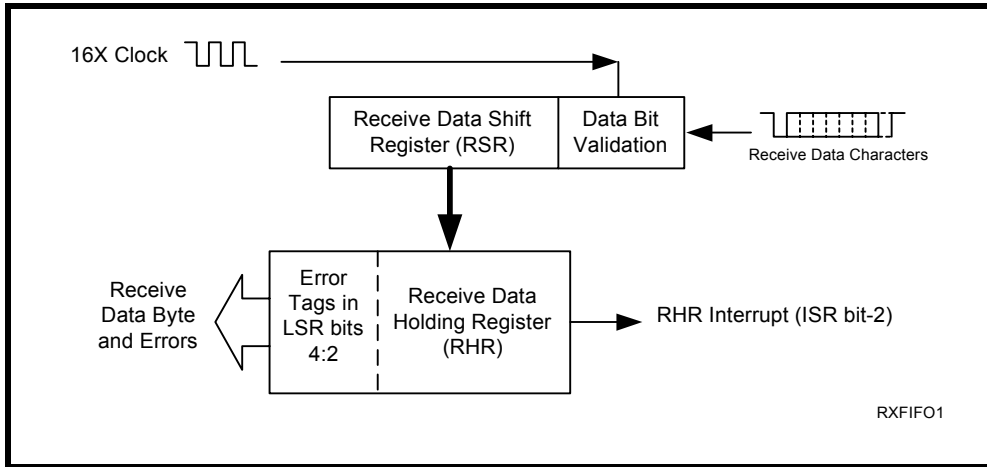 16X Clock
Receive Data Shift
Register (RSR)
Data Bit
Validation
Receive Data Characters
Receive
Data Byte
and Errors
Error
Tags in
LSR bits
4:2
Receive Data
Holding Register
(RHR)
RHR Interrupt (ISR bit-2)
RXFIFO1